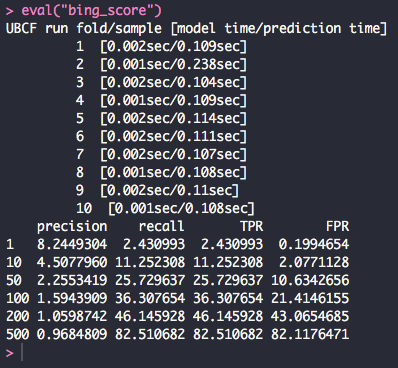 > eval("bing_score")
UBCF run fold/sample [model time/prediction time]
1 [0.002sec/0.109sec]
2 [0.001sec/0.238sec]
3 [0.002sec/0.104sec]
4 [0.001sec/0.109sec]
5 [0.002sec/0.114sec]
6 [0.002sec/0.111sec]
7 [0.002sec/0.107sec]
8 [0.001sec/0.108sec]
9 [0.002sec/0.11sec]
10 [0.001sec/0.108sec]
precision recall TPR FPR
1 8.2449304 2.430993 2.430993 0.1994654
10 4.5077960 11.252308 11.252308 2.0771128
50 2.2553419 25.729637 25.729637 10.6342656
100 1.5943909 36.307654 36.307654 21.4146155
200 1.0598742 46.145928 46.145928 43.0654685
500 0.9684809 82.510682 82.510682 82.1176471
>